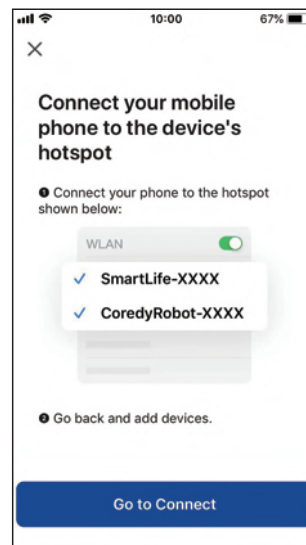 10:00
67%
Connect your mobile
phone to the device's
hotspot
❶ Connect your phone to the hotspot
shown below:
WLAN
SmartLife-XXXX
CoredyRobot-XXXX
❷ Go back and add devices.
Go to Connect